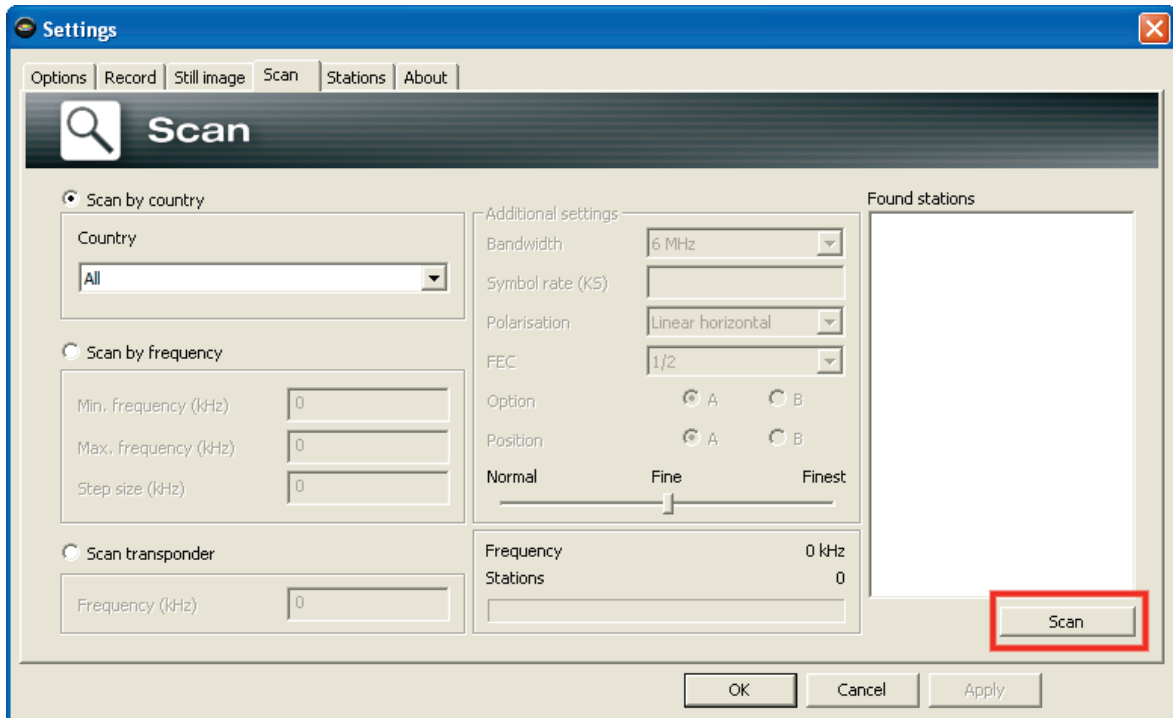 Settings
Options Record Still image Scan Stations About
Scan
Scan by country
Country
All
Scan by frequency
Min. frequency (kHz) 0
Max. frequency (kHz) 0
Step size (kHz) 0
Scan transponder
Frequency (kHz) 0
Additional settings
Bandwidth 6 MHz
Symbol rate (KS)
Polarisation Linear horizontal
FEC 1/2
Option A B
Position A B
Normal Fine Finest
Frequency 0 kHz
Stations 0
Found stations
Scan
OK Cancel Apply